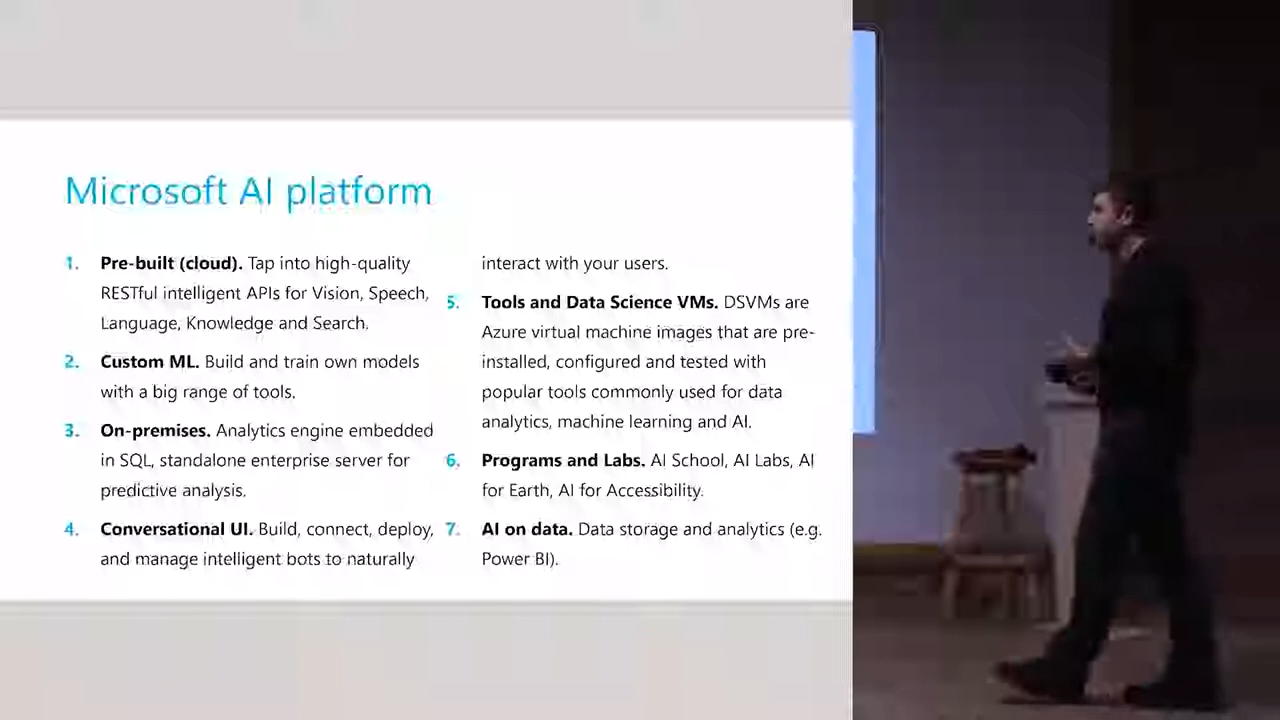 Microsoft AI platform
1. Pre-built (cloud). Tap into high-quality
RESTful intelligent APIs for Vision, Speech,
Language, Knowledge and Search.
2. Custom ML. Build and train own models
with a big range of tools.
3. On-premises. Analytics engine embedded
in SQL, standalone enterprise server for
predictive analysis.
4. Conversational UI. Build, connect, deploy,
and manage intelligent bots to naturally
interact with your users.
5. Tools and Data Science VMs. DSVMs are
Azure virtual machine images that are pre-
installed, configured and tested with
popular tools commonly used for data
analytics, machine learning and AI.
6. Programs and Labs. AI School, AI Labs, AI
for Earth, AI for Accessibility.
7. AI on data. Data storage and analytics (e.g.
Power BI).